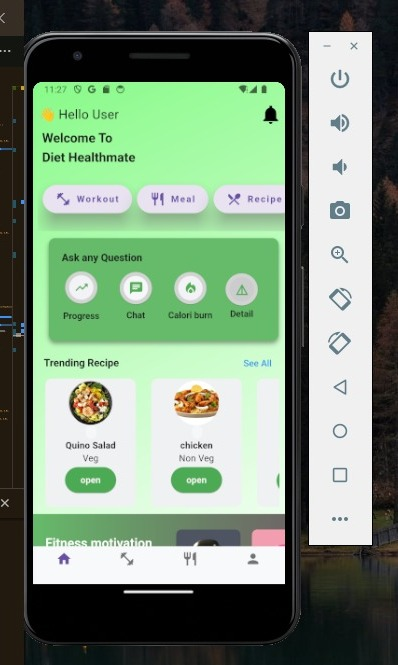 11:27
Hello User
Welcome To
Diet Healthmate
Workout
Meal
Recipe
Ask any Question
Progress
Chat
Calori burn
Detail
Trending Recipe
See All
Quino Salad
Veg
open
chicken
Non Veg
open
Fitness motivation